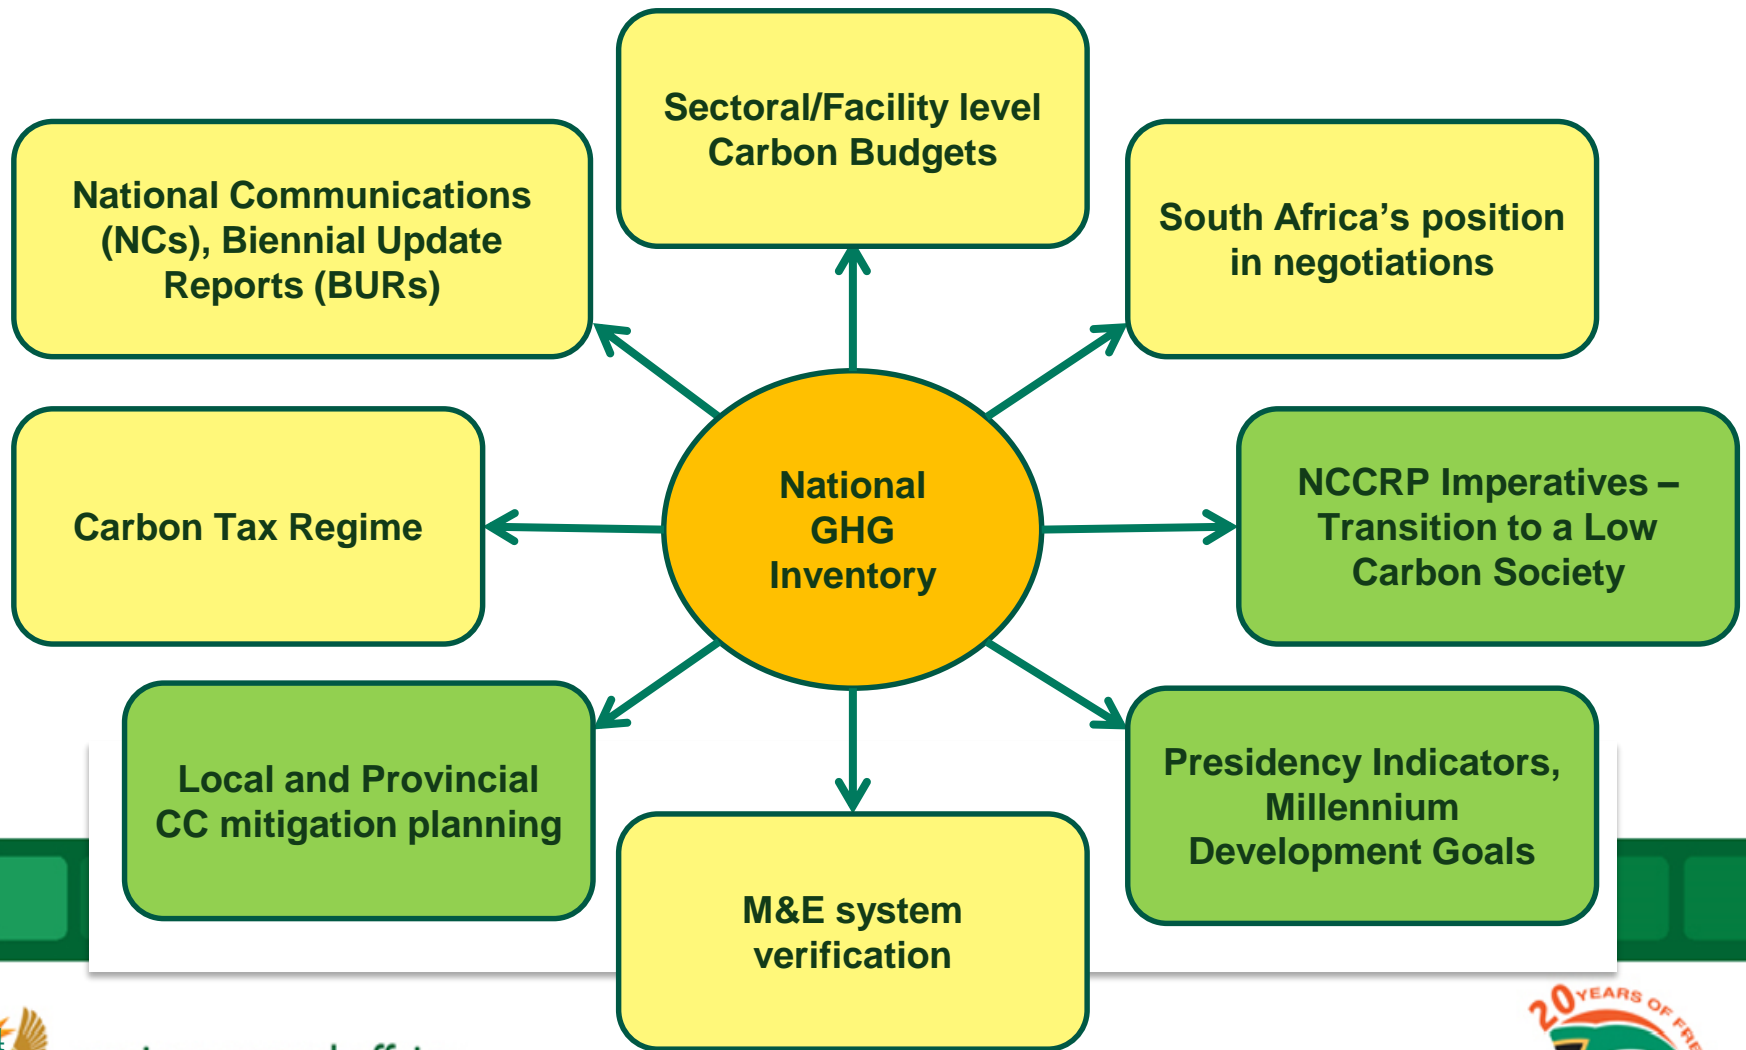 Sectoral/Facility level
Carbon Budgets
National Communications
(NCs), Biennial Update
Reports (BURs)
South Africa’s position
in negotiations
Carbon Tax Regime
National
GHG
Inventory
NCCRP Imperatives –
Transition to a Low
Carbon Society
Local and Provincial
CC mitigation planning
Presidency Indicators,
Millennium
Development Goals
M&E system
verification
20 YEARS OF